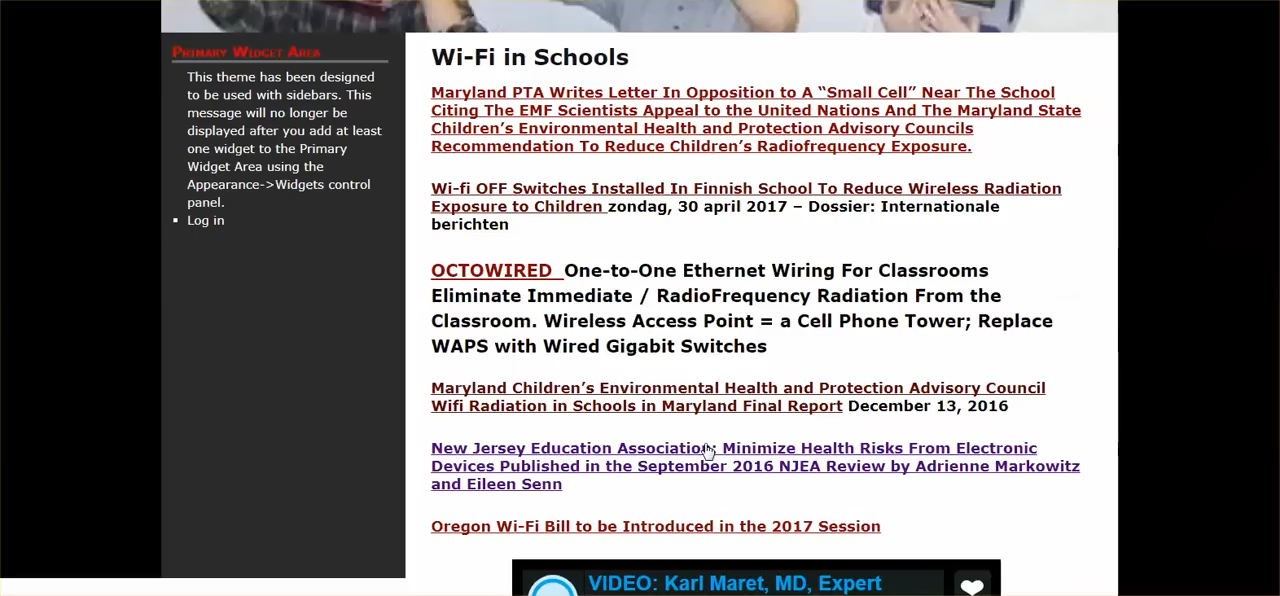 Primary Widget Area
This theme has been designed
to be used with sidebars. This
message will no longer be
displayed after you add at least
one widget to the Primary
Widget Area using the
Appearance->Widgets control
panel.
Log in
Wi-Fi in Schools
Maryland PTA Writes Letter In Opposition to A “Small Cell” Near The School
Citing The EMF Scientists Appeal to the United Nations And The Maryland State
Children’s Environmental Health and Protection Advisory Councils
Recommendation To Reduce Children’s Radiofrequency Exposure.
Wi-fi OFF Switches Installed In Finnish School To Reduce Wireless Radiation
Exposure to Children zondag, 30 april 2017 – Dossier: Internationale
berichten
OCTOWIRED One-to-One Ethernet Wiring For Classrooms
Eliminate Immediate / RadioFrequency Radiation From the
Classroom. Wireless Access Point = a Cell Phone Tower; Replace
WAPS with Wired Gigabit Switches
Maryland Children’s Environmental Health and Protection Advisory Council
Wifi Radiation in Schools in Maryland Final Report December 13, 2016
New Jersey Education Association: Minimize Health Risks From Electronic
Devices Published in the September 2016 NJEA Review by Adrienne Markowitz
and Eileen Senn
Oregon Wi-Fi Bill to be Introduced in the 2017 Session
VIDEO: Karl Maret, MD, Expert